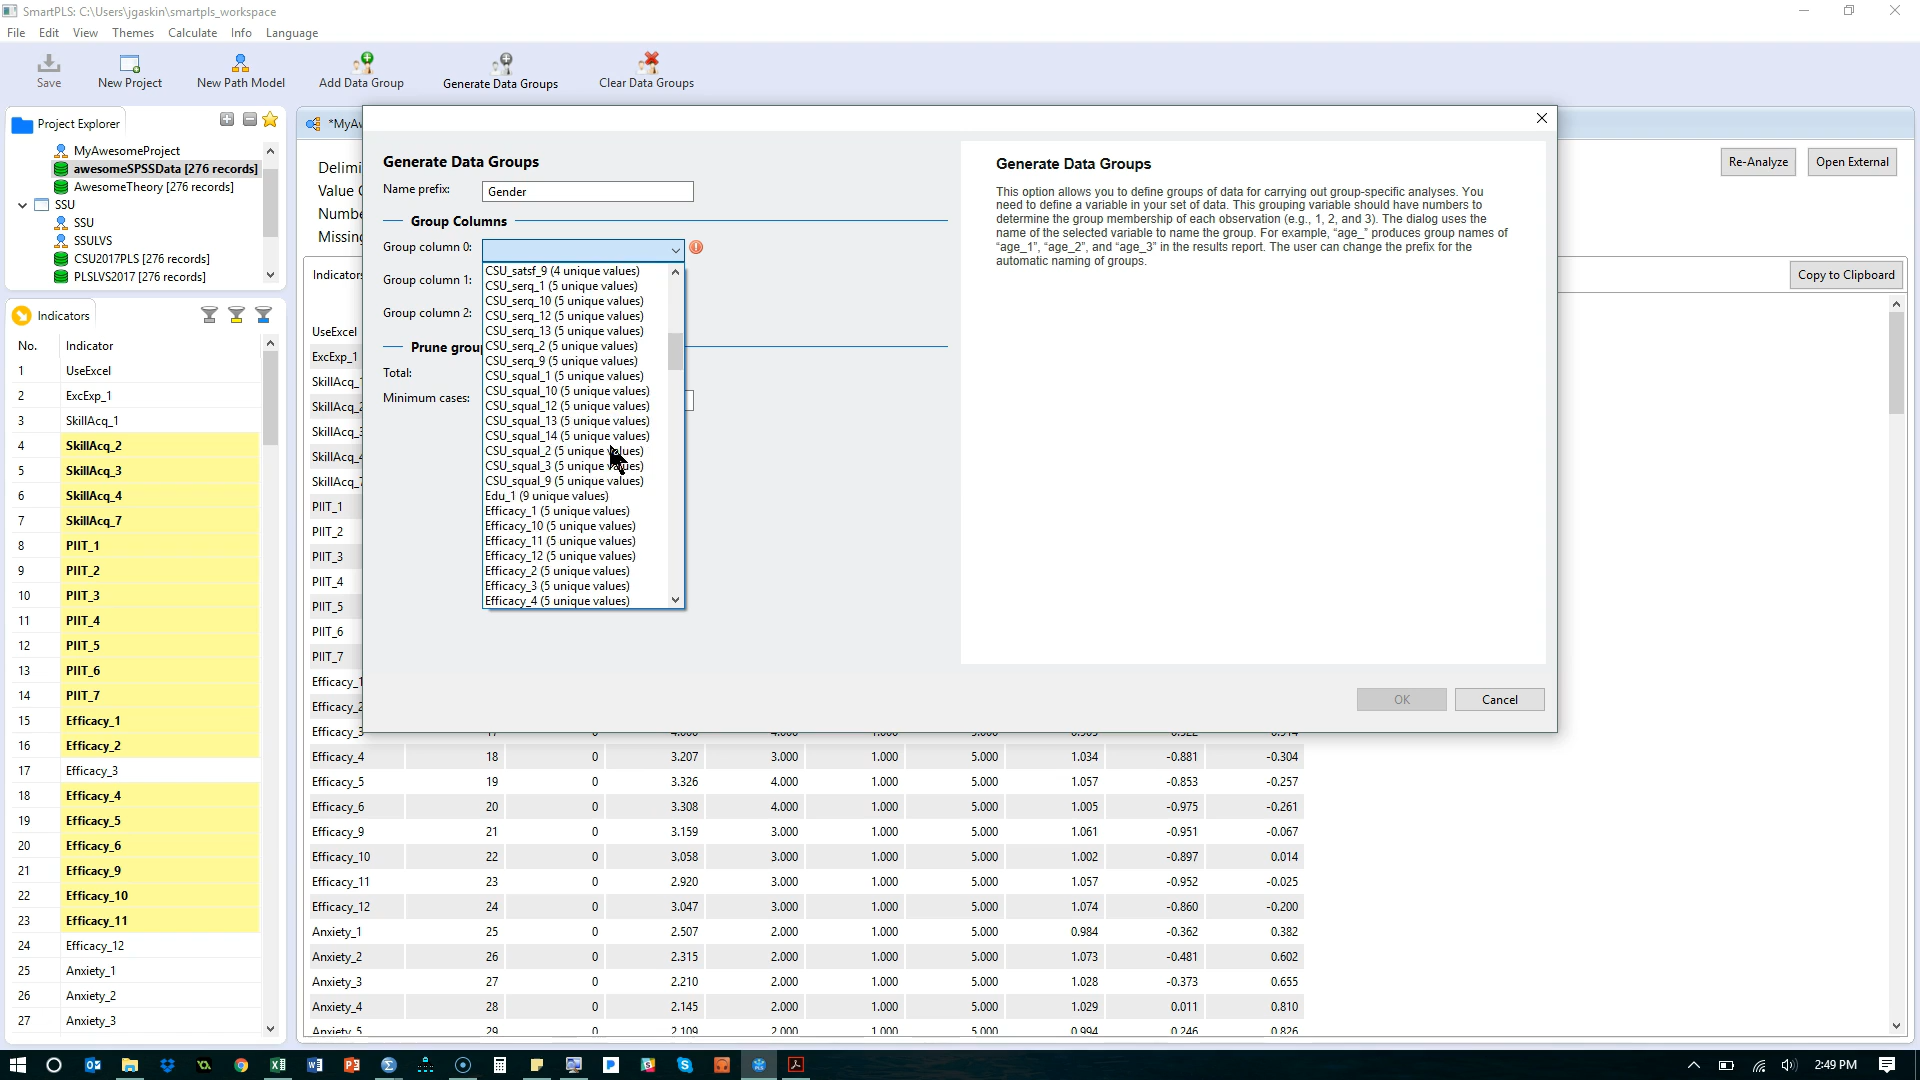 SmartPLS: C:\Users\jgaskin\smartpls_workspace
File Edit View Themes Calculate Info Language
Save New Project New Path Model Add Data Group Generate Data Groups Clear Data Groups
Project Explorer
MyAwesomeProject
awesomeSPSSData [276 records]
AwesomeTheory [276 records]
SSU
SSU
SSULVS
CSU2017PLS [276 records]
PLSLVS2017 [276 records]
Indicators
No. Indicator
1 UseExcel
2 ExcExp_1
3 SkillAcq_1
4 SkillAcq_2
5 SkillAcq_3
6 SkillAcq_4
7 SkillAcq_7
8 PIIT_1
9 PIIT_2
10 PIIT_3
11 PIIT_4
12 PIIT_5
13 PIIT_6
14 PIIT_7
15 Efficacy_1
16 Efficacy_2
17 Efficacy_3
18 Efficacy_4
19 Efficacy_5
20 Efficacy_6
21 Efficacy_9
22 Efficacy_10
23 Efficacy_11
24 Efficacy_12
25 Anxiety_1
26 Anxiety_2
27 Anxiety_3
*MyAw
Delimi
Value
Numbe
Missin
Re-Analyze Open External
Indicators
Copy to Clipboard
UseExcel
ExcExp_1
SkillAcq_
SkillAcq_
SkillAcq_
SkillAcq_
SkillAcq_
PIIT_1
PIIT_2
PIIT_3
PIIT_4
PIIT_5
PIIT_6
PIIT_7
Efficacy_1
Efficacy_2
Generate Data Groups
Name prefix: Gender
Group Columns
Group column 0:
Group column 1:
Group column 2:
Prune group
Total:
Minimum cases:
CSU_satsf_9 (4 unique values)
CSU_serq_1 (5 unique values)
CSU_serq_10 (5 unique values)
CSU_serq_12 (5 unique values)
CSU_serq_13 (5 unique values)
CSU_serq_2 (5 unique values)
CSU_serq_9 (5 unique values)
CSU_squal_1 (5 unique values)
CSU_squal_10 (5 unique values)
CSU_squal_12 (5 unique values)
CSU_squal_13 (5 unique values)
CSU_squal_14 (5 unique values)
CSU_squal_2 (5 unique values)
CSU_squal_3 (5 unique values)
CSU_squal_9 (5 unique values)
Edu_1 (9 unique values)
Efficacy_1 (5 unique values)
Efficacy_10 (5 unique values)
Efficacy_11 (5 unique values)
Efficacy_12 (5 unique values)
Efficacy_2 (5 unique values)
Efficacy_3 (5 unique values)
Efficacy_4 (5 unique values)
Generate Data Groups
This option allows you to define groups of data for carrying out group-specific analyses. You
need to define a variable in your set of data. This grouping variable should have numbers to
determine the group membership of each observation (e.g., 1, 2, and 3). The dialog uses the
name of the selected variable to name the group. For example, “age_” produces group names of
“age_1”, “age_2”, and “age_3” in the results report. The user can change the prefix for the
automatic naming of groups.
OK Cancel
Efficacy_3
Efficacy_4 18 0 3.207 3.000 1.000 5.000 1.034 -0.881 -0.304
Efficacy_5 19 0 3.326 4.000 1.000 5.000 1.057 -0.853 -0.257
Efficacy_6 20 0 3.308 4.000 1.000 5.000 1.005 -0.975 -0.261
Efficacy_9 21 0 3.159 3.000 1.000 5.000 1.061 -0.951 -0.067
Efficacy_10 22 0 3.058 3.000 1.000 5.000 1.002 -0.897 0.014
Efficacy_11 23 0 2.920 3.000 1.000 5.000 1.057 -0.952 -0.025
Efficacy_12 24 0 3.047 3.000 1.000 5.000 1.074 -0.860 -0.200
Anxiety_1 25 0 2.507 2.000 1.000 5.000 0.984 -0.362 0.382
Anxiety_2 26 0 2.315 2.000 1.000 5.000 1.073 -0.481 0.602
Anxiety_3 27 0 2.210 2.000 1.000 5.000 1.028 -0.373 0.655
Anxiety_4 28 0 2.145 2.000 1.000 5.000 1.029 0.011 0.810
Anxiety_5 29 0 2.109 2.000 1.000 5.000 0.994 0.246 0.826
2:49 PM